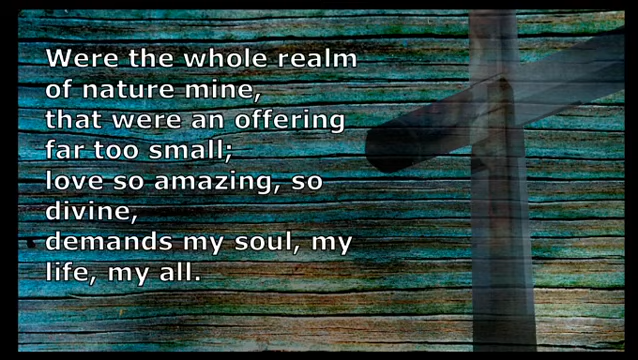 Were the whole realm
of nature mine,
that were an offering
far too small;
love so amazing, so
divine,
demands my soul, my
life, my all.